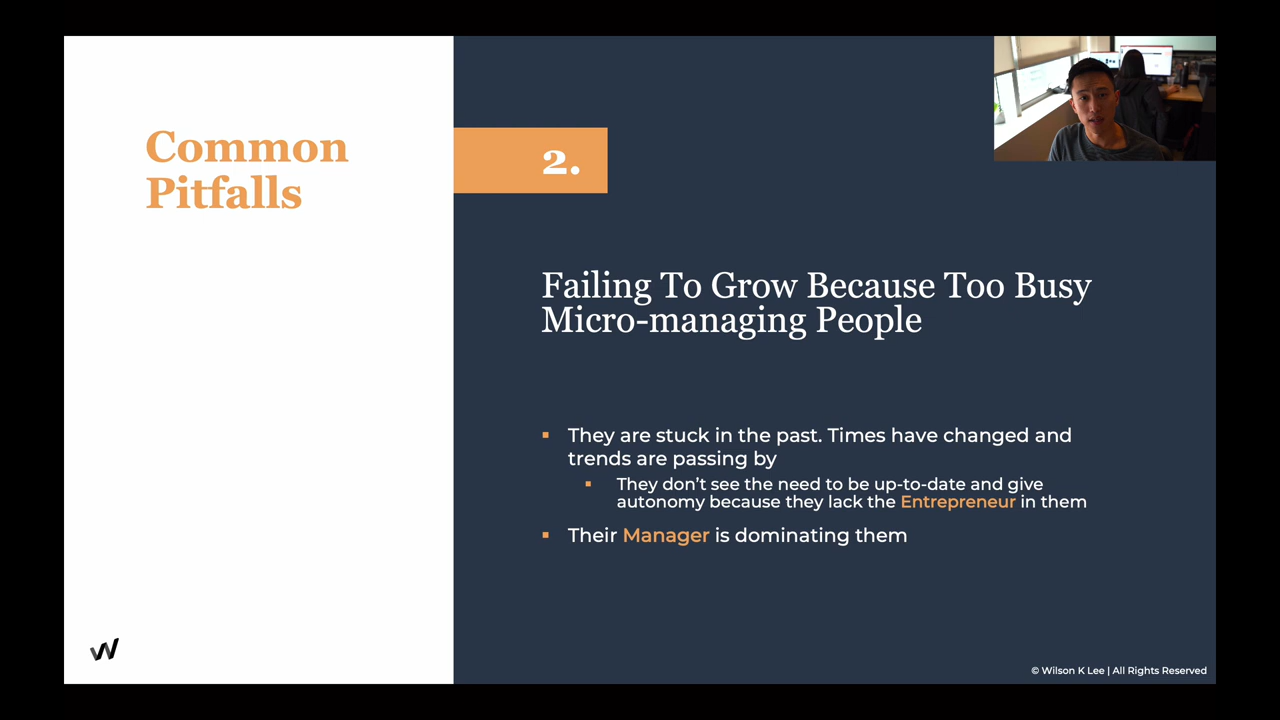 Common
Pitfalls
2.
Failing To Grow Because Too Busy
Micro-managing People
They are stuck in the past. Times have changed and
trends are passing by
They don’t see the need to be up-to-date and give
autonomy because they lack the Entrepreneur in them
Their Manager is dominating them
W
© Wilson K Lee | All Rights Reserved